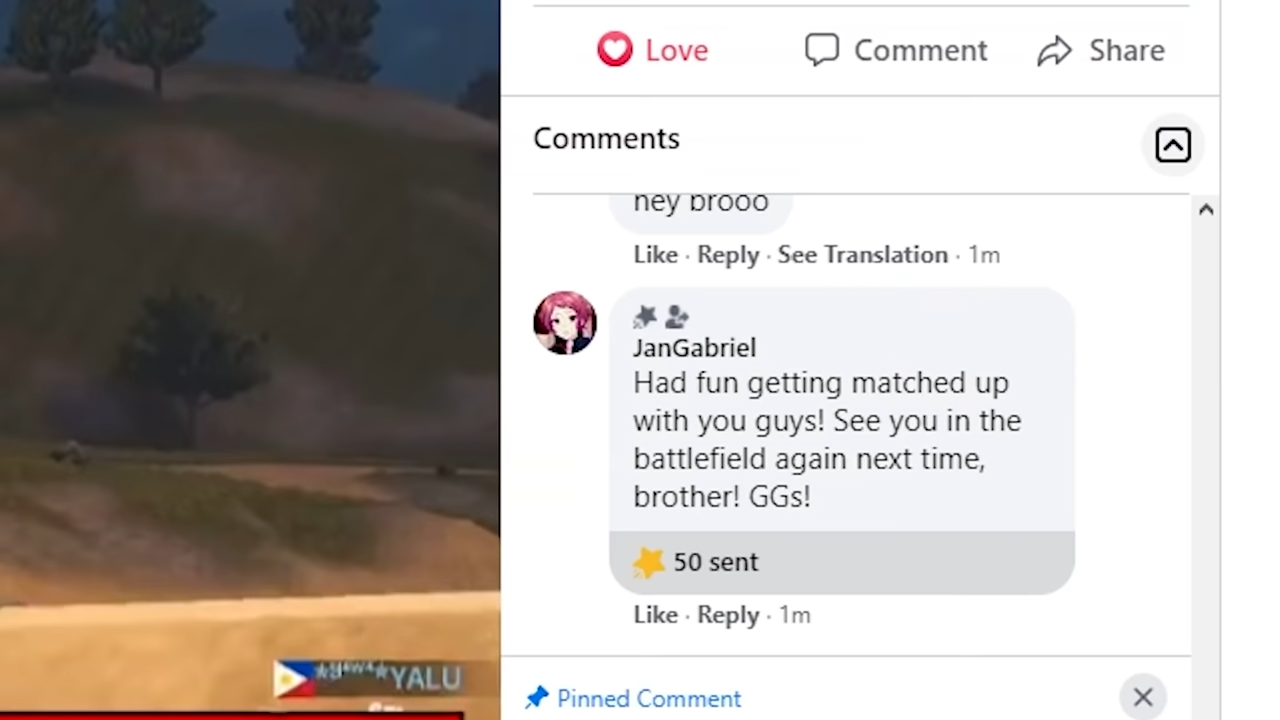 Love Comment Share
Comments
hey brooo
Like · Reply · See Translation · 1m
JanGabriel
Had fun getting matched up
with you guys! See you in the
battlefield again next time,
brother! GGs!
50 sent
Like · Reply · 1m
YALU
Pinned Comment